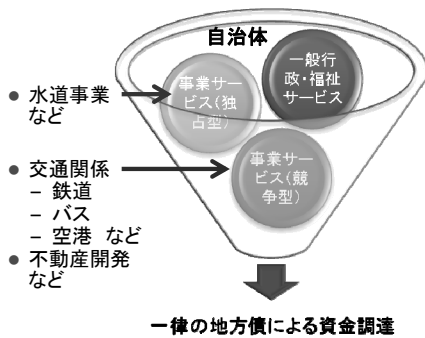 自治体
一般行
政・福祉
サービス
事業サー
ビス(独
占型)
● 水道事業
など
事業サー
ビス(競
争型)
● 交通関係
– 鉄道
– バス
– 空港 など
● 不動産開発
など
一律の地方債による資金調達